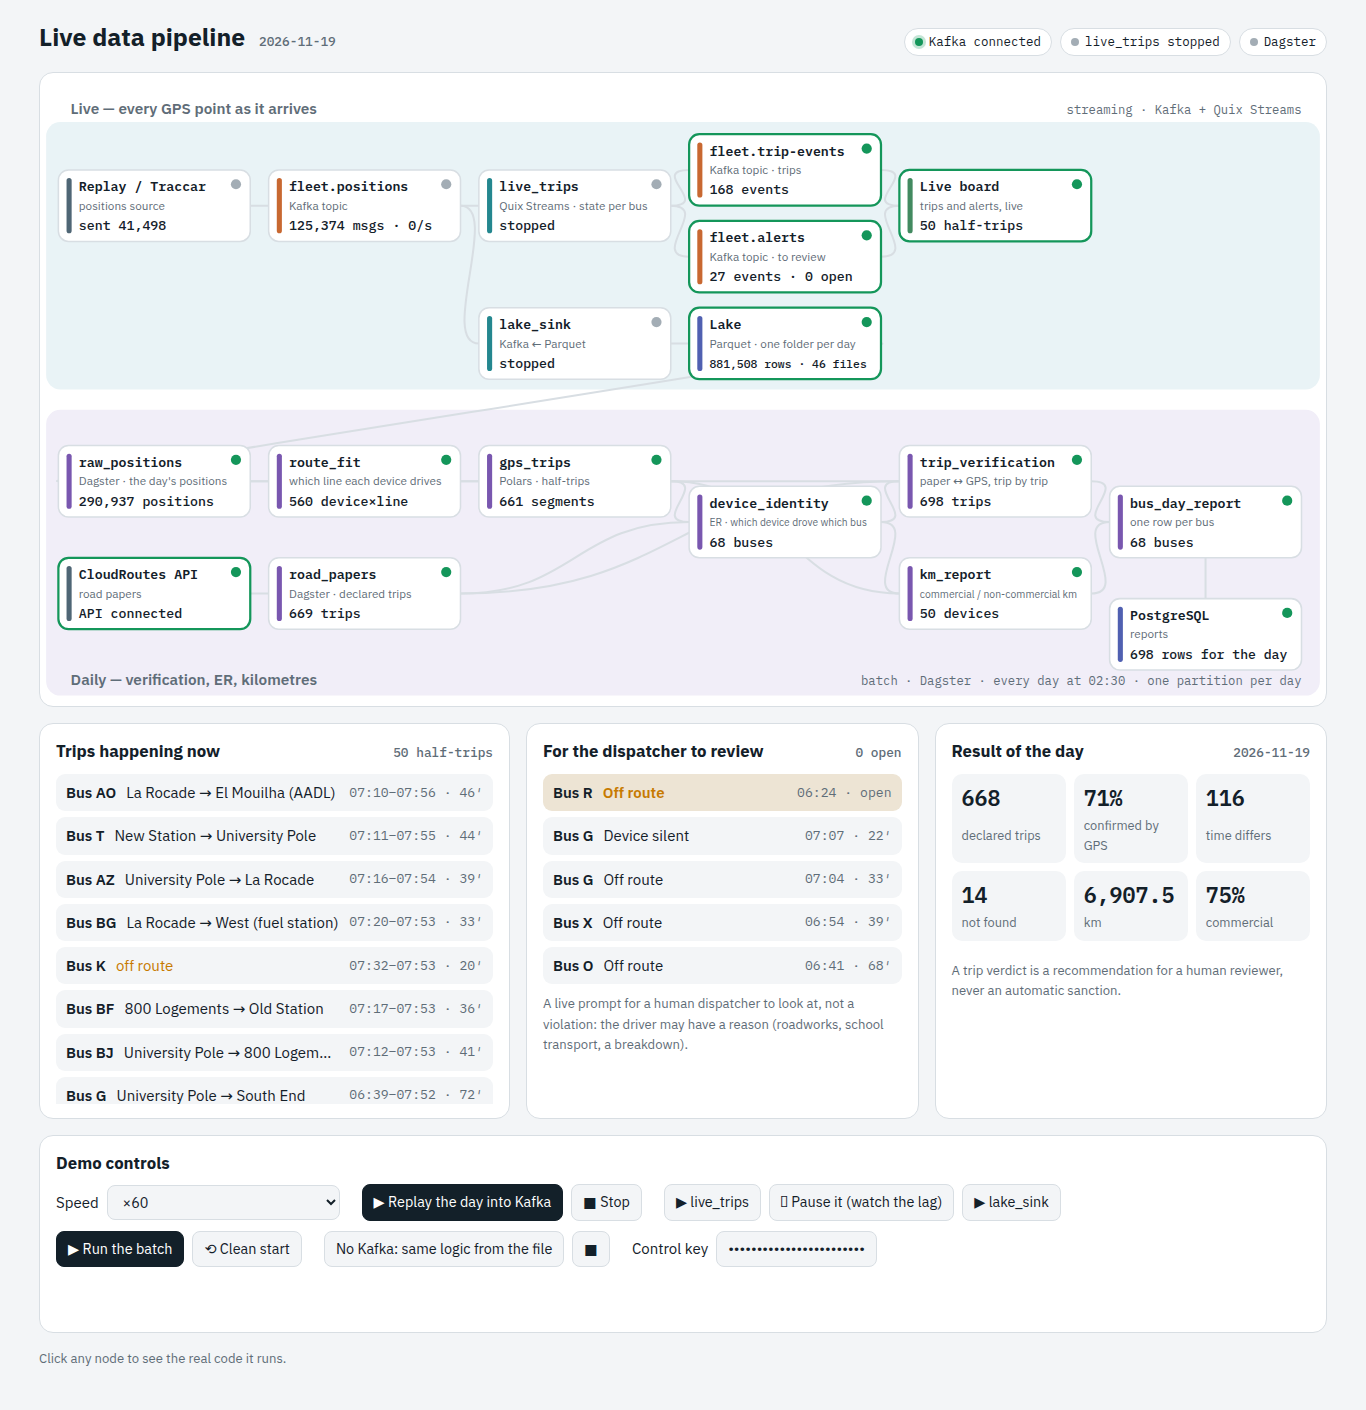 Live data pipeline 2026-11-19
Kafka connected
live_trips stopped
Dagster
Live — every GPS point as it arrives
streaming · Kafka + Quix Streams
Replay / Traccar
positions source
sent 41,498
fleet.positions
Kafka topic
125,374 msgs · 0/s
live_trips
Quix Streams · state per bus
stopped
fleet.trip-events
Kafka topic · trips
168 events
fleet.alerts
Kafka topic · to review
27 events · 0 open
Live board
trips and alerts, live
50 half-trips
lake_sink
Kafka ← Parquet
stopped
Lake
Parquet · one folder per day
881,508 rows · 46 files
raw_positions
Dagster · the day's positions
290,937 positions
route_fit
which line each device drives
560 device×line
gps_trips
Polars · half-trips
661 segments
device_identity
ER · which device drove which bus
68 buses
trip_verification
paper ↔ GPS, trip by trip
698 trips
bus_day_report
one row per bus
68 buses
CloudRoutes API
road papers
API connected
road_papers
Dagster · declared trips
669 trips
km_report
commercial / non-commercial km
50 devices
PostgreSQL
reports
698 rows for the day
Daily — verification, ER, kilometres
batch · Dagster · every day at 02:30 · one partition per day
Trips happening now
50 half-trips
Bus AO La Rocade → El Mouilha (AADL) 07:10–07:56 · 46′
Bus T New Station → University Pole 07:11–07:55 · 44′
Bus AZ University Pole → La Rocade 07:16–07:54 · 39′
Bus BG La Rocade → West (fuel station) 07:20–07:53 · 33′
Bus K off route 07:32–07:53 · 20′
Bus BF 800 Logements → Old Station 07:17–07:53 · 36′
Bus BJ University Pole → 800 Logem... 07:12–07:53 · 41′
Bus G University Pole → South End 06:39–07:52 · 72′
For the dispatcher to review
0 open
Bus R Off route 06:24 · open
Bus G Device silent 07:07 · 22′
Bus G Off route 07:04 · 33′
Bus X Off route 06:54 · 39′
Bus O Off route 06:41 · 68′
A live prompt for a human dispatcher to look at, not a
violation: the driver may have a reason (roadworks, school
transport, a breakdown).
Result of the day
2026-11-19
668
declared trips
71%
confirmed by
GPS
116
time differs
14
not found
6,907.5
km
75%
commercial
A trip verdict is a recommendation for a human reviewer,
never an automatic sanction.
Demo controls
Speed ×60 ▶ Replay the day into Kafka ■ Stop ▶ live_trips Pause it (watch the lag) ▶ lake_sink
▶ Run the batch ⟲ Clean start No Kafka: same logic from the file ■ Control key ••••••••••••••••••••••••
Click any node to see the real code it runs.